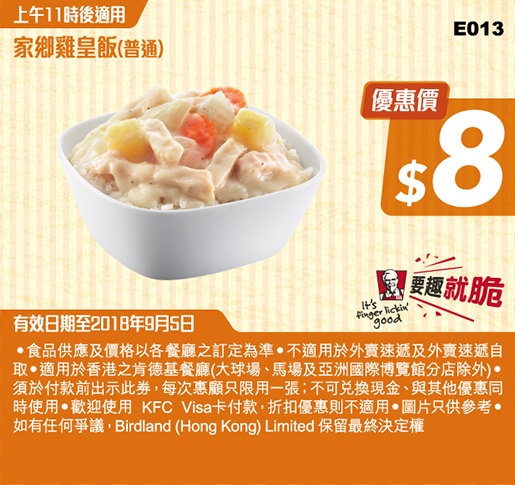 上午11時後適用
E013
家鄉雞皇飯(普通)
優惠價
$8
要趣就脆
It's
finger lickin'
good
有效日期至2018年9月5日
•食品供應及價格以各餐廳之訂定為準•不適用於外賣速遞及外賣速遞自
取•適用於香港之肯德基餐廳(大球場、馬場及亞洲國際博覽館分店除外)•
須於付款前出示此券,每次惠顧只限用一張;不可兌換現金、與其他優惠同
時使用•歡迎使用 KFC Visa卡付款,折扣優惠則不適用•圖片只供參考•
如有任何爭議,Birdland (Hong Kong) Limited 保留最終決定權